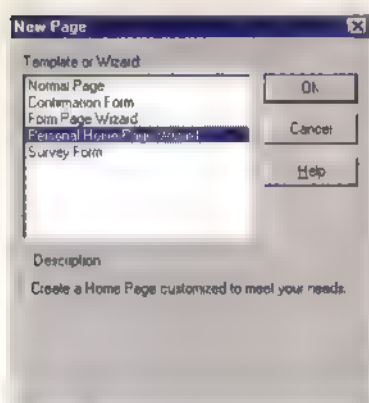 New Page
Template or Wizard:
Normal Page
Confirmation Form
Form Page Wizard
Personal Home Page Wizard
Survey Form
OK
Cancel
Help
Description
Create a Home Page customized to meet your needs.